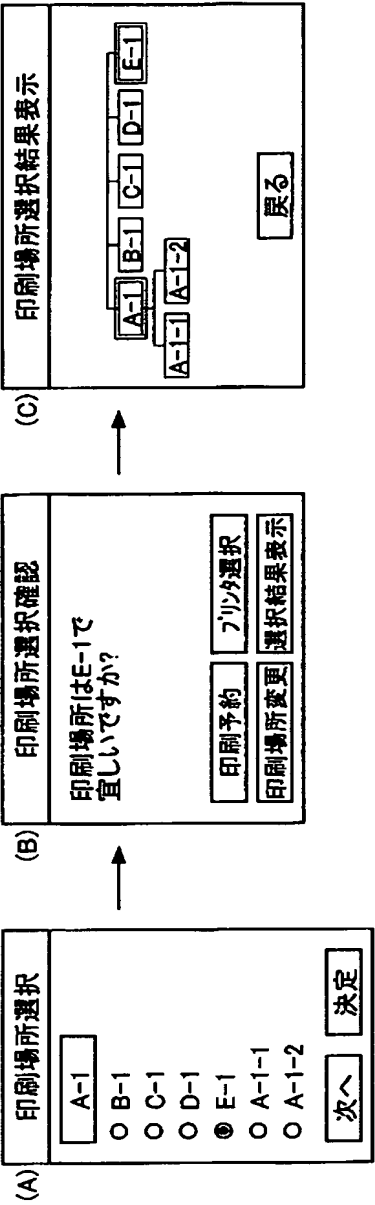 (A)
印刷場所選択
A-1
B-1
C-1
D-1
E-1
A-1-1
A-1-2
次へ
決定
(B)
印刷場所選択確認
印刷場所はE-1で
宜しいですか?
印刷予約
プリンタ選択
印刷場所変更
選択結果表示
(C)
印刷場所選択結果表示
A-1
B-1
C-1
D-1
E-1
A-1-1
A-1-2
戻る